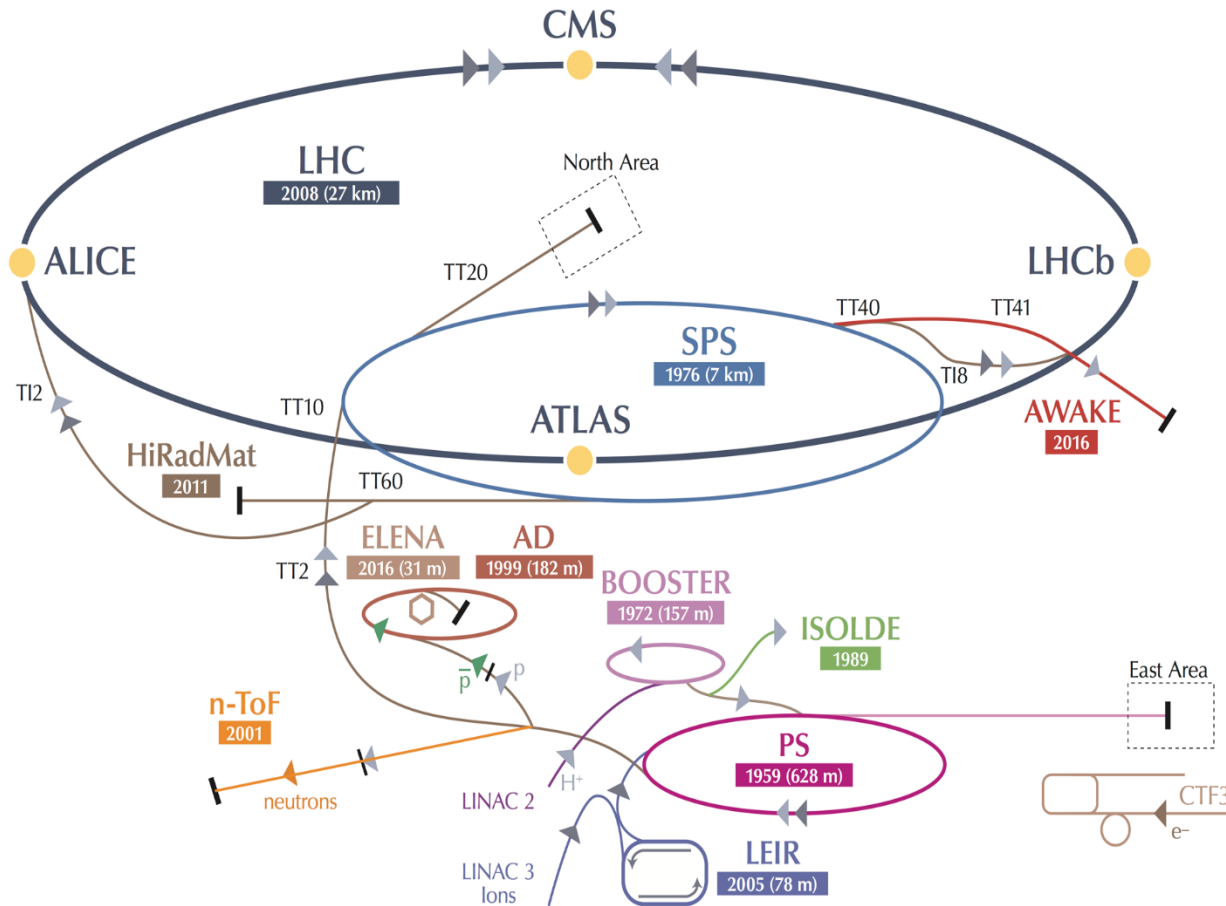 CMS
LHC
2008 (27 km)
North Area
ALICE
LHCb
TT20
TT40
TT41
SPS
1976 (7 km)
TI8
TI2
TT10
ATLAS
AWAKE
2016
HiRadMat
2011
TT60
ELENA
2016 (31 m)
AD
1999 (182 m)
TT2
BOOSTER
1972 (157 m)
ISOLDE
1989
p
p̄
East Area
n-ToF
2001
PS
1959 (628 m)
neutrons
LINAC 2
H⁺
CTF3
e–
LEIR
2005 (78 m)
LINAC 3
Ions